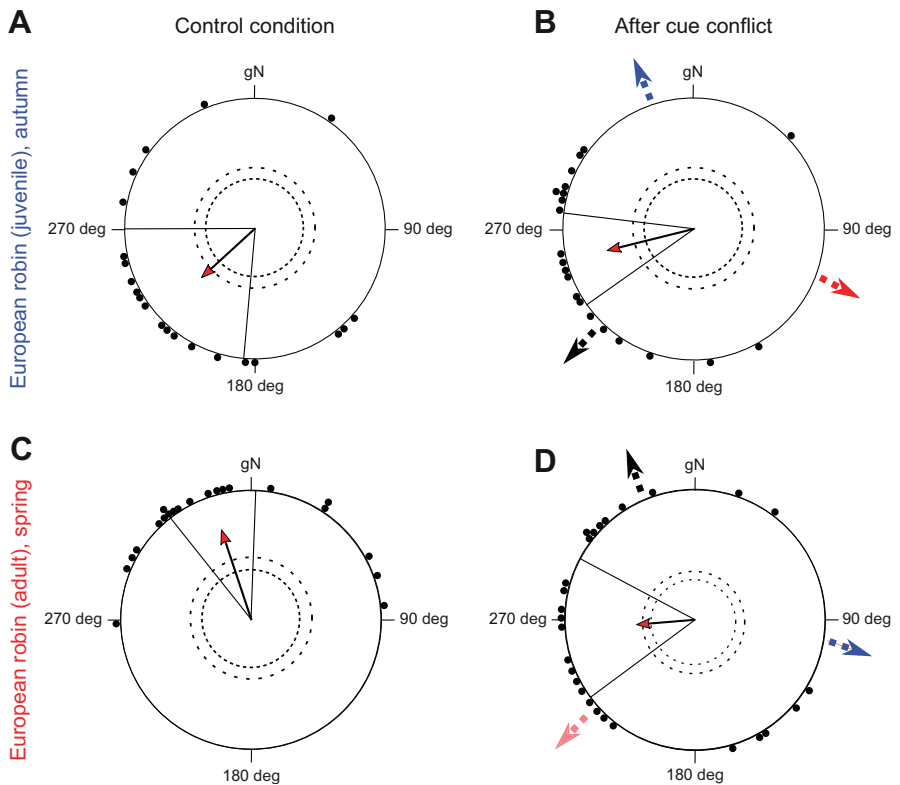 A
Control condition
B
After cue conflict
European robin (juvenile), autumn
gN
270 deg
90 deg
180 deg
gN
270 deg
90 deg
180 deg
C
D
European robin (adult), spring
gN
270 deg
90 deg
180 deg
gN
270 deg
90 deg
180 deg